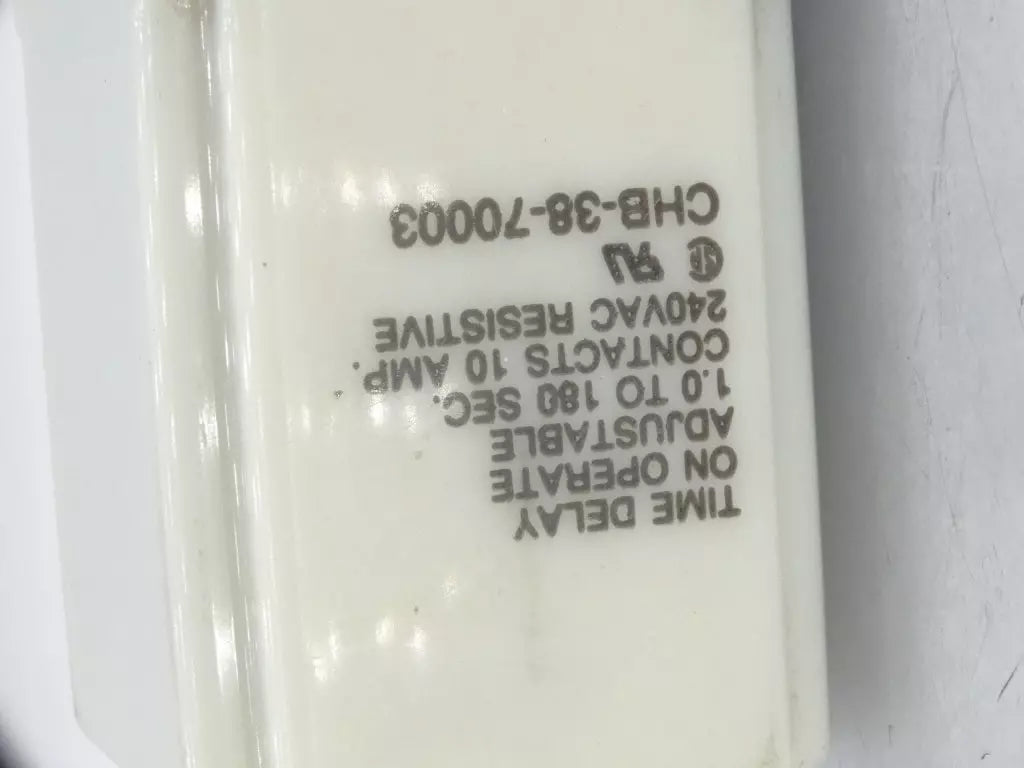 CHB-38-70003
240VAC RESISTIVE
CONTACTS 10 AMP.
1.0 TO 180 SEC.
ADJUSTABLE
ON OPERATE
TIME DELAY